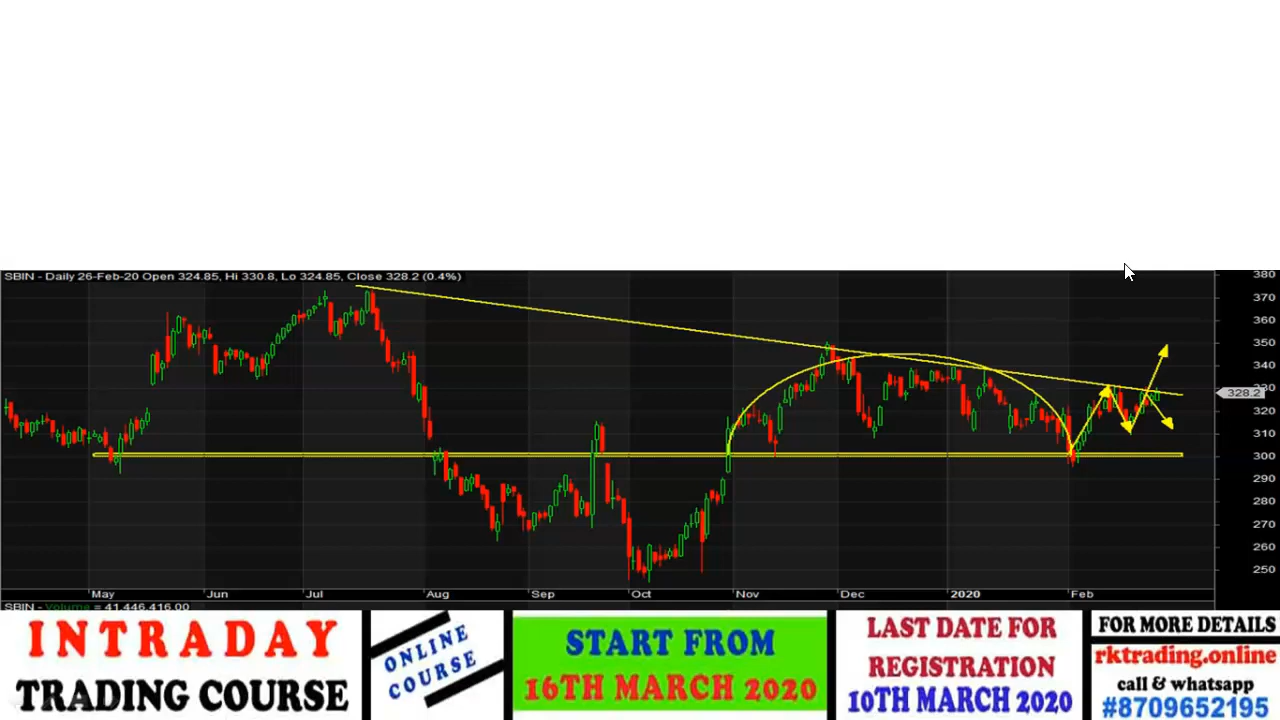 SBIN - Daily 26-Feb-20 Open 324.85, Hi 330.8, Lo 324.85, Close 328.2 (0.4%)
380
370
360
350
340
330
328.2
320
310
300
290
280
270
260
250
May Jun Jul Aug Sep Oct Nov Dec 2020 Feb
SBIN - Volume = 41,446,416.00
INTRADAY
TRADING COURSE
ONLINE
COURSE
START FROM
16TH MARCH 2020
LAST DATE FOR
REGISTRATION
10TH MARCH 2020
FOR MORE DETAILS
rktrading.online
call & whatsapp
#8709652195